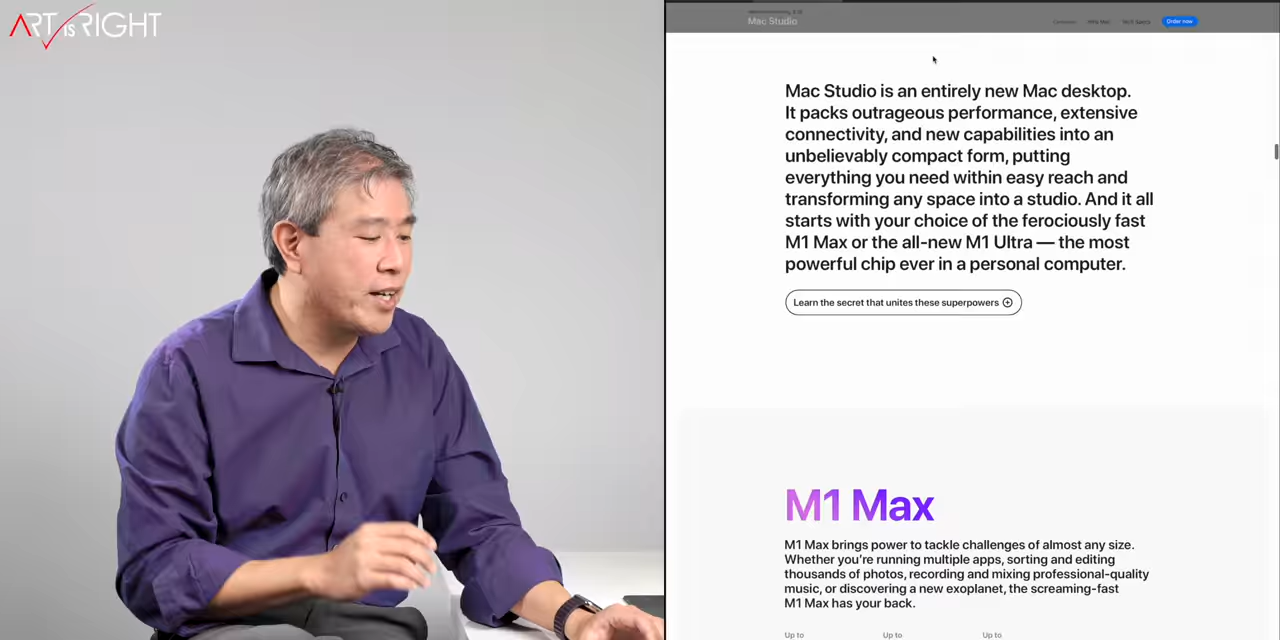 ART IS RIGHT
Mac Studio
Overview Why Mac Tech Specs Order now
Mac Studio is an entirely new Mac desktop.
It packs outrageous performance, extensive
connectivity, and new capabilities into an
unbelievably compact form, putting
everything you need within easy reach and
transforming any space into a studio. And it all
starts with your choice of the ferociously fast
M1 Max or the all-new M1 Ultra — the most
powerful chip ever in a personal computer.
Learn the secret that unites these superpowers
M1 Max
M1 Max brings power to tackle challenges of almost any size.
Whether you’re running multiple apps, sorting and editing
thousands of photos, recording and mixing professional-quality
music, or discovering a new exoplanet, the screaming-fast
M1 Max has your back.
Up to Up to Up to